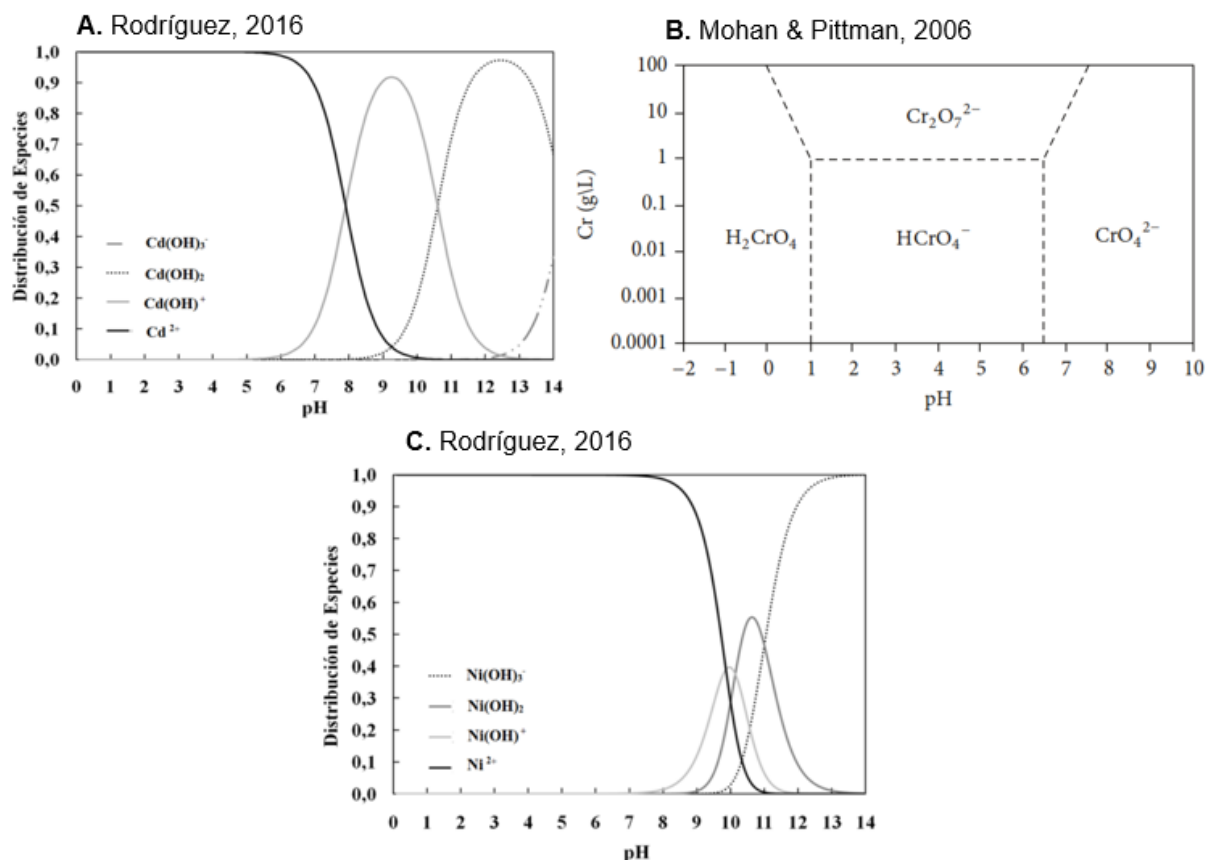 A. Rodríguez, 2016
1,0
0,9
0,8
0,7
0,6
0,5
0,4
0,3
0,2
0,1
0,0
Distribución de Especies
Cd(OH)₃⁻
Cd(OH)₂
Cd(OH)⁺
Cd ²⁺
0 1 2 3 4 5 6 7 8 9 10 11 12 13 14
pH
B. Mohan & Pittman, 2006
100
10
1
0.1
0.01
0.001
0.0001
Cr (g\L)
Cr₂O₇²⁻
H₂CrO₄
HCrO₄⁻
CrO₄²⁻
−2 −1 0 1 2 3 4 5 6 7 8 9 10
pH
C. Rodríguez, 2016
1,0
0,9
0,8
0,7
0,6
0,5
0,4
0,3
0,2
0,1
0,0
Distribución de Especies
Ni(OH)₃⁻
Ni(OH)₂
Ni(OH)⁺
Ni ²⁺
0 1 2 3 4 5 6 7 8 9 10 11 12 13 14
pH